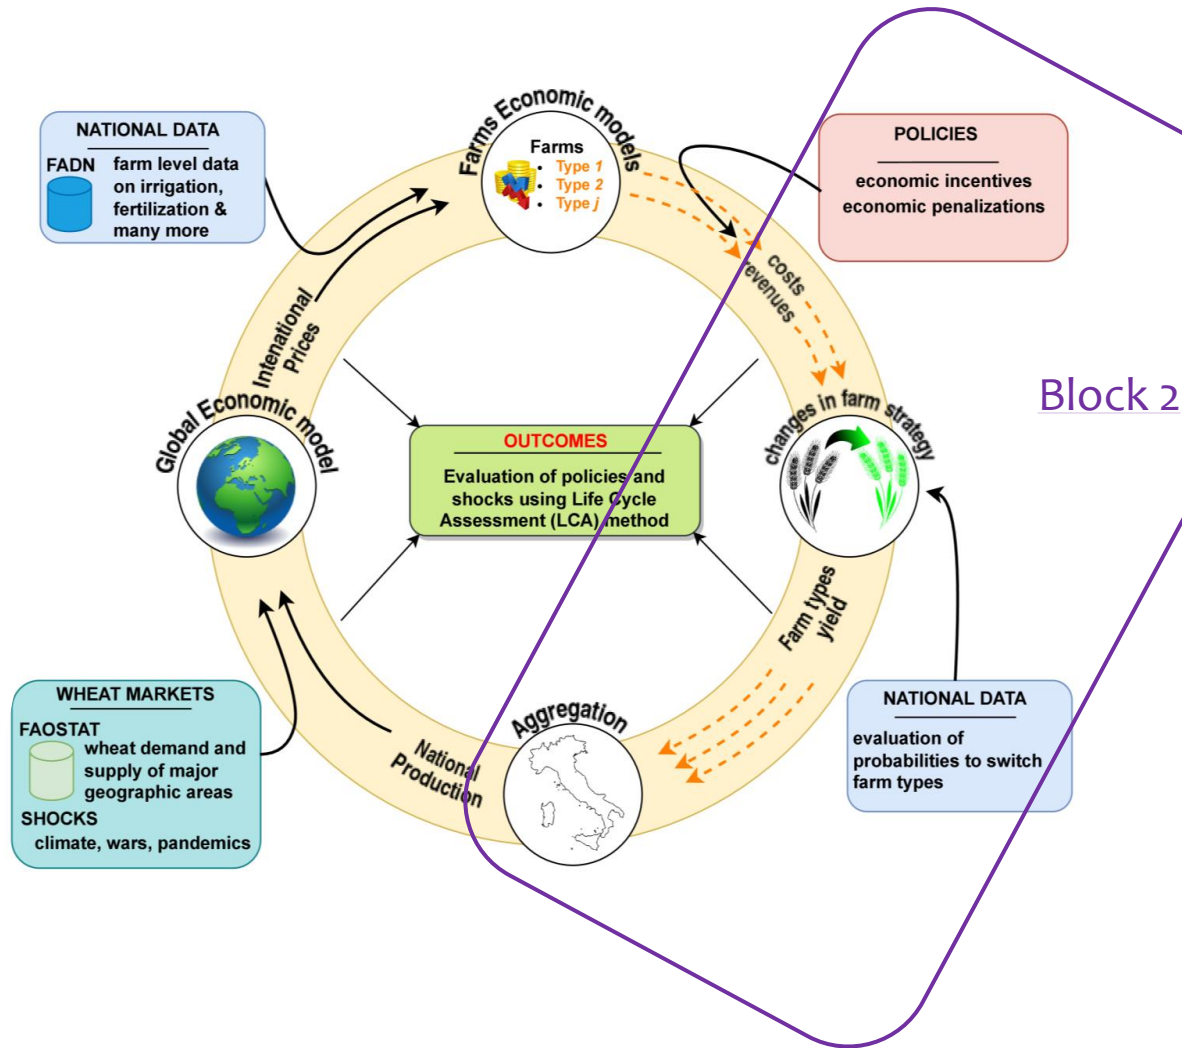 Farms Economic models
Farms
• Type 1
• Type 2
• Type j
NATIONAL DATA
FADN
farm level data
on irrigation,
fertilization &
many more
POLICIES
economic incentives
economic penalizations
costs
revenues
Intenational
Prices
Block 2
Global Economic model
changes in farm strategy
OUTCOMES
Evaluation of policies and
shocks using Life Cycle
Assessment (LCA) method
Farm types
yield
WHEAT MARKETS
FAOSTAT
wheat demand and
supply of major
geographic areas
SHOCKS
climate, wars, pandemics
National
Production
Aggregation
NATIONAL DATA
evaluation of
probabilities to switch
farm types